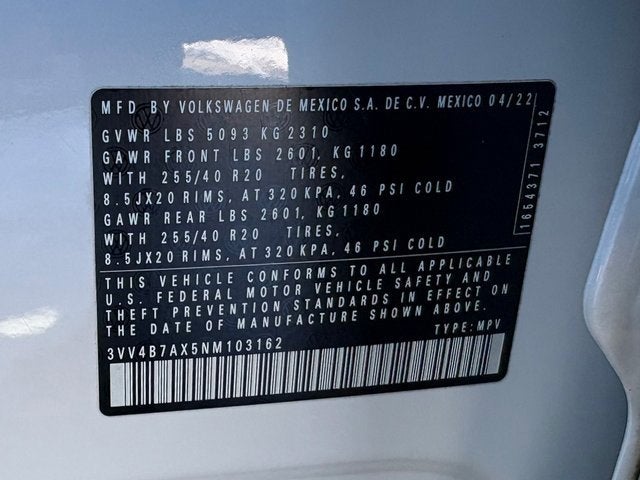 MFD BY VOLKSWAGEN DE MEXICO S.A. DE C.V. MEXICO 04/22
GVWR LBS 5093 KG 2310
GAWR FRONT LBS 2601, KG 1180
WITH 255/40 R20 TIRES,
8.5JX20 RIMS, AT 320 KPA, 46 PSI COLD
GAWR REAR LBS 2601, KG 1180
WITH 255/40 R20 TIRES,
8.5JX20 RIMS, AT 320 KPA, 46 PSI COLD
1654371 3712
THIS VEHICLE CONFORMS TO ALL APPLICABLE
U.S. FEDERAL MOTOR VEHICLE SAFETY AND
THEFT PREVENTION STANDARDS IN EFFECT ON
THE DATE OF MANUFACTURE SHOWN ABOVE.
3VV4B7AX5NM103162 TYPE: MPV